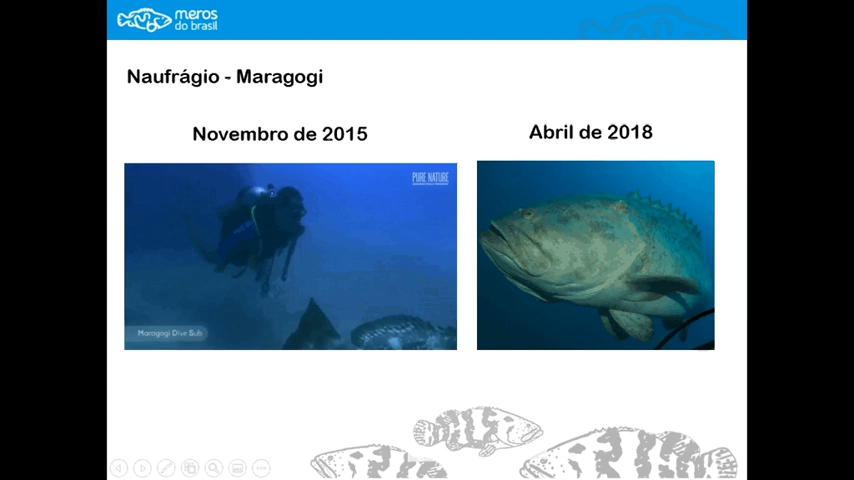 meros
do brasil
Naufrágio - Maragogi
Novembro de 2015
Abril de 2018
PURE NATURE
Maragogi Dive Sub